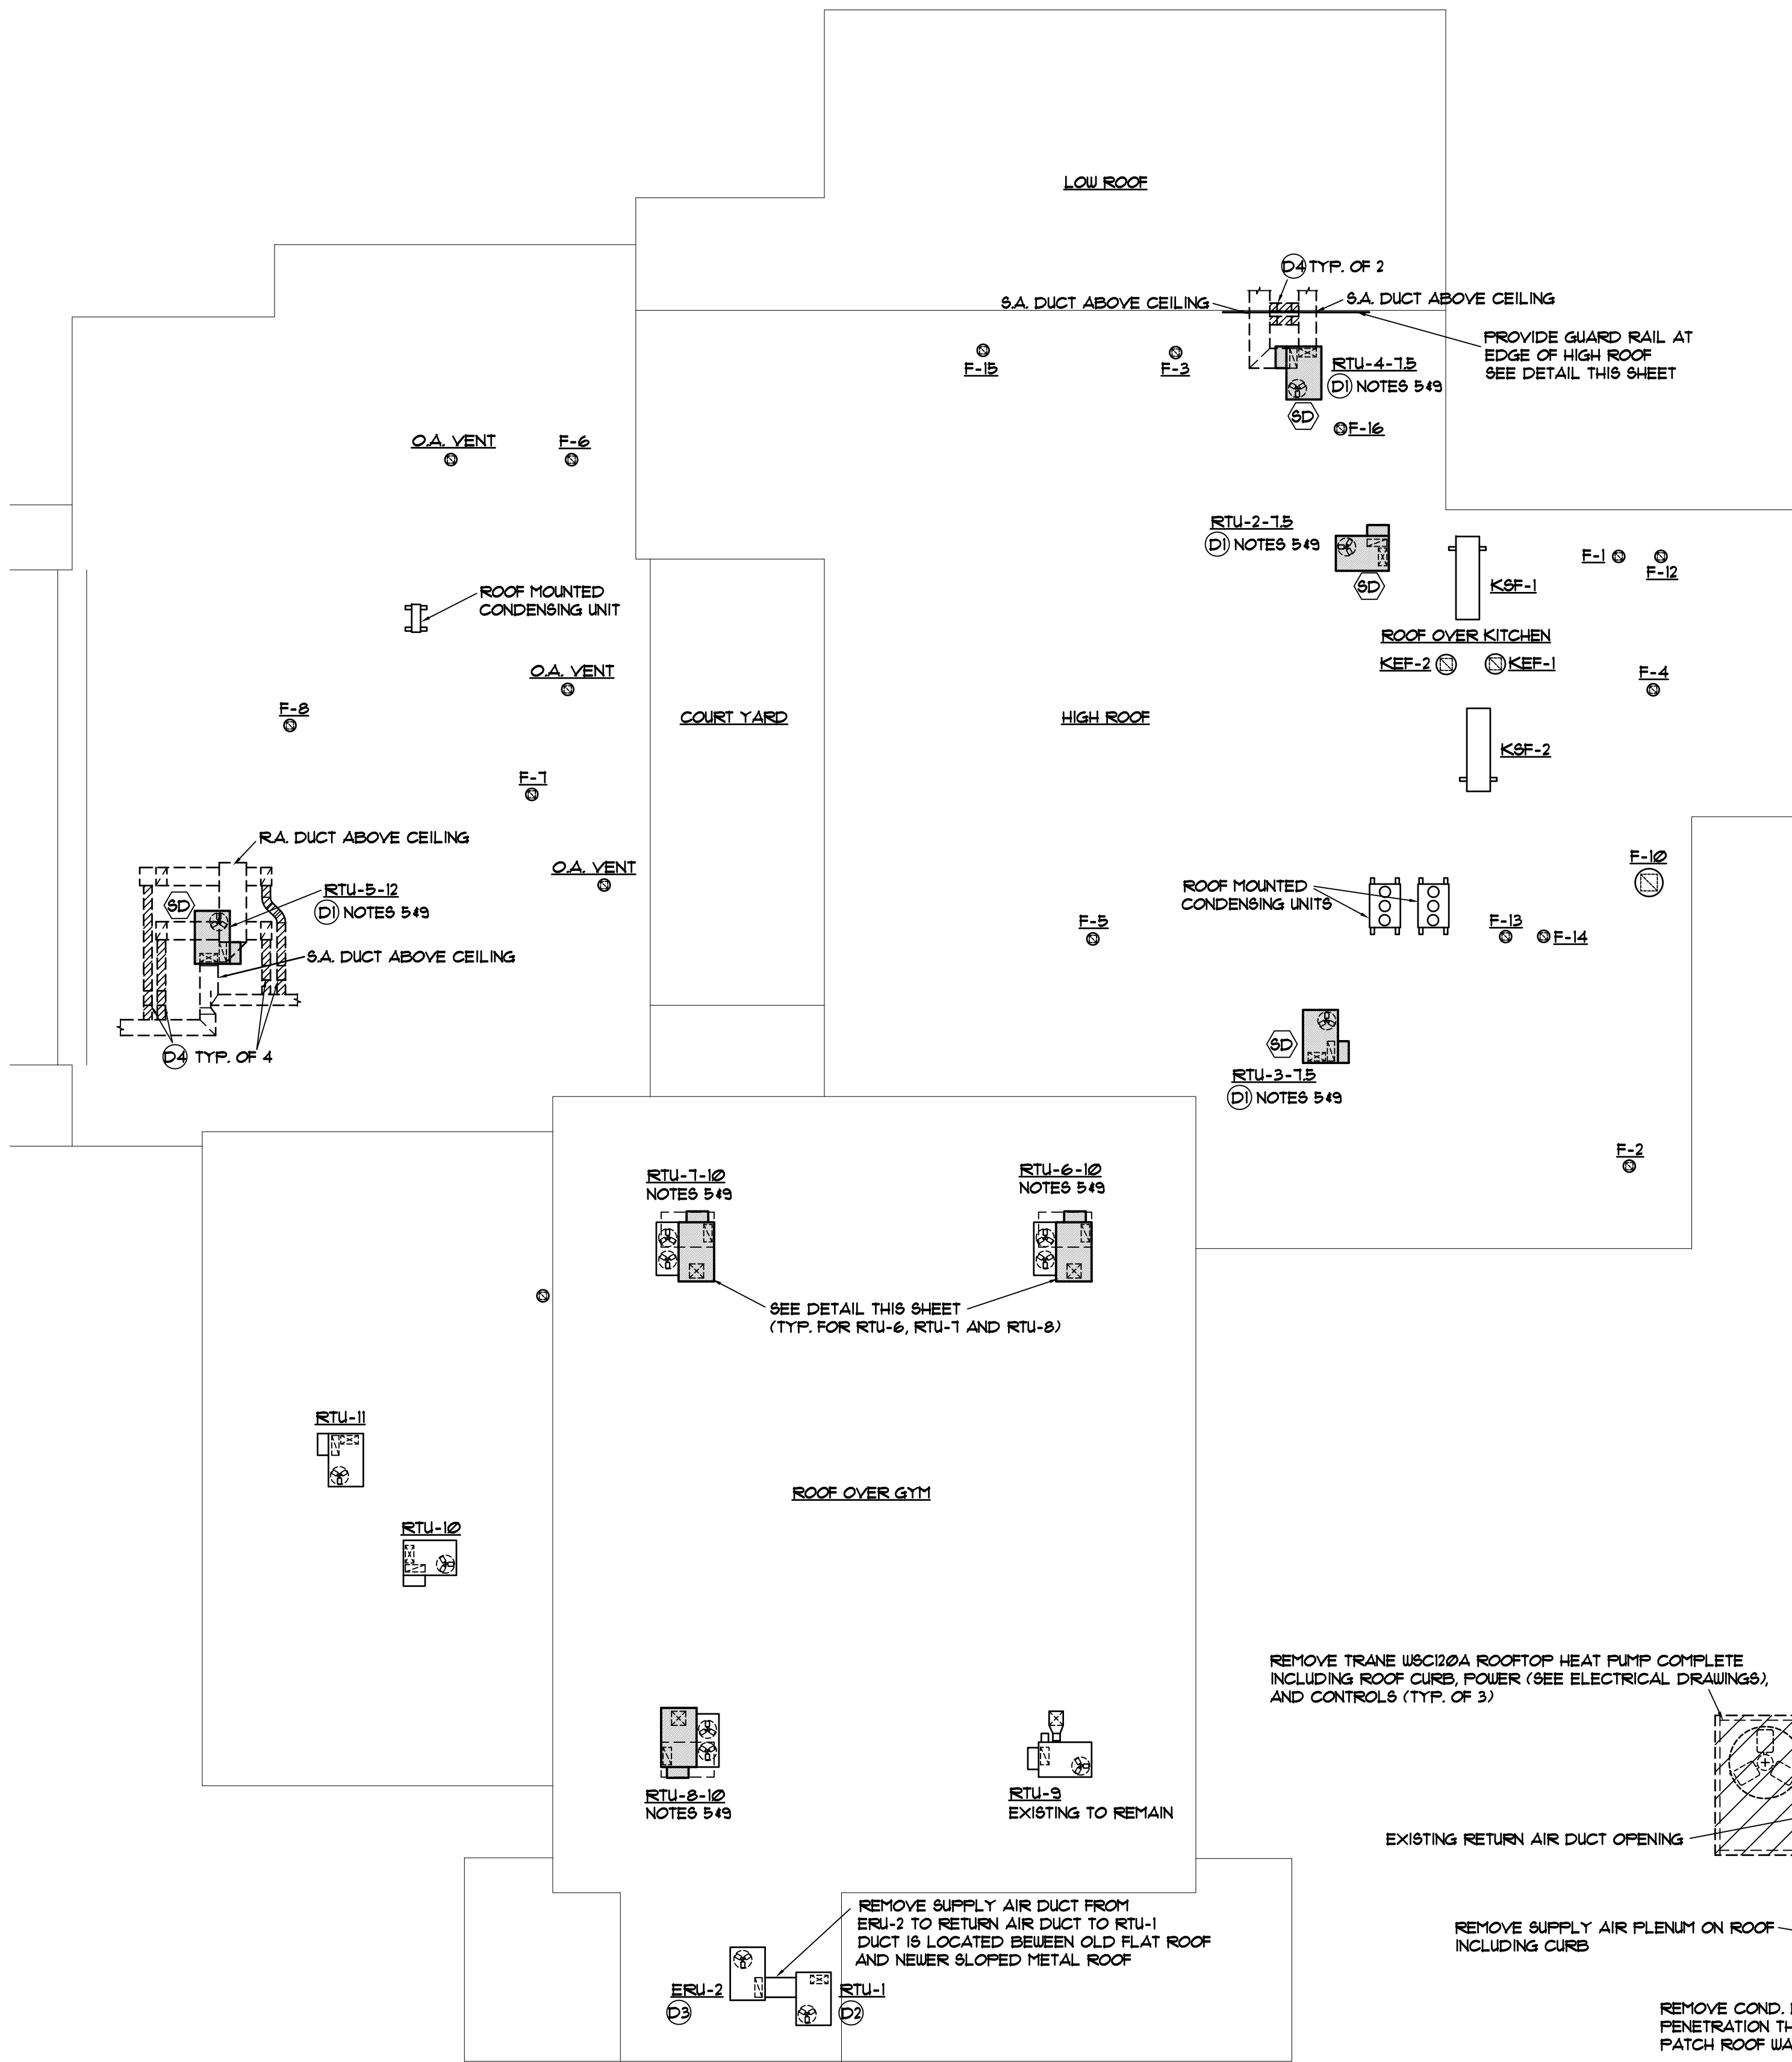 LOW ROOF
D4 TYP. OF 2
S.A. DUCT ABOVE CEILING
S.A. DUCT ABOVE CEILING
PROVIDE GUARD RAIL AT
EDGE OF HIGH ROOF
SEE DETAIL THIS SHEET
F-15
F-3
RTU-4-7.5
D1 NOTES 5&9
SD
F-16
O.A. VENT
F-6
RTU-2-7.5
D1 NOTES 5&9
SD
KSF-1
F-1
F-12
ROOF MOUNTED
CONDENSING UNIT
ROOF OVER KITCHEN
KEF-2
KEF-1
O.A. VENT
F-4
F-8
COURT YARD
HIGH ROOF
KSF-2
F-7
R.A. DUCT ABOVE CEILING
O.A. VENT
F-10
SD
RTU-5-12
D1 NOTES 5&9
ROOF MOUNTED
CONDENSING UNITS
F-5
F-13
F-14
S.A. DUCT ABOVE CEILING
D4 TYP. OF 4
SD
RTU-3-7.5
D1 NOTES 5&9
F-2
RTU-7-10
NOTES 5&9
RTU-6-10
NOTES 5&9
SEE DETAIL THIS SHEET
(TYP. FOR RTU-6, RTU-7 AND RTU-8)
RTU-11
ROOF OVER GYM
RTU-10
REMOVE TRANE WSC120A ROOFTOP HEAT PUMP COMPLETE
INCLUDING ROOF CURB, POWER (SEE ELECTRICAL DRAWINGS),
AND CONTROLS (TYP. OF 3)
RTU-8-10
NOTES 5&9
RTU-9
EXISTING TO REMAIN
EXISTING RETURN AIR DUCT OPENING
REMOVE SUPPLY AIR DUCT FROM
ERU-2 TO RETURN AIR DUCT TO RTU-1
DUCT IS LOCATED BEWEEN OLD FLAT ROOF
AND NEWER SLOPED METAL ROOF
REMOVE SUPPLY AIR PLENUM ON ROOF
INCLUDING CURB
ERU-2
D3
RTU-1
D2
REMOVE COND.
PENETRATION
PATCH ROOF